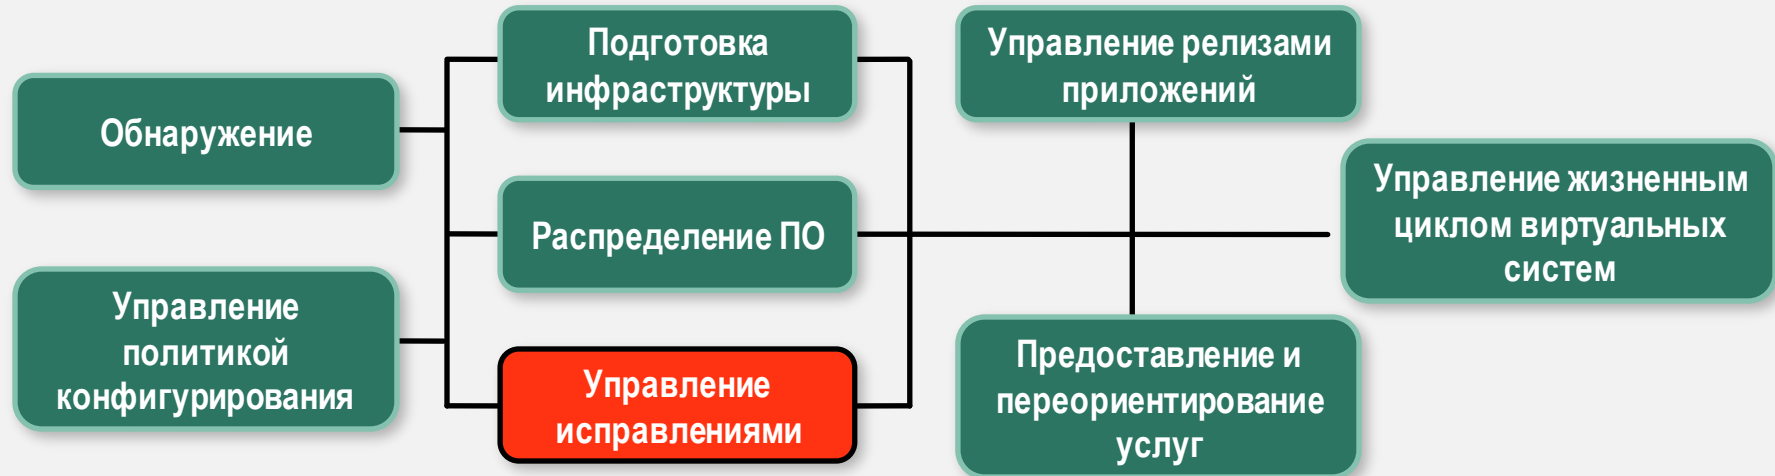 Обнаружение
Управление
политикой
конфигурирования
Подготовка
инфраструктуры
Распределение ПО
Управление
исправлениями
Управление релизами
приложений
Предоставление и
переориентирование
услуг
Управление жизненным
циклом виртуальных
систем